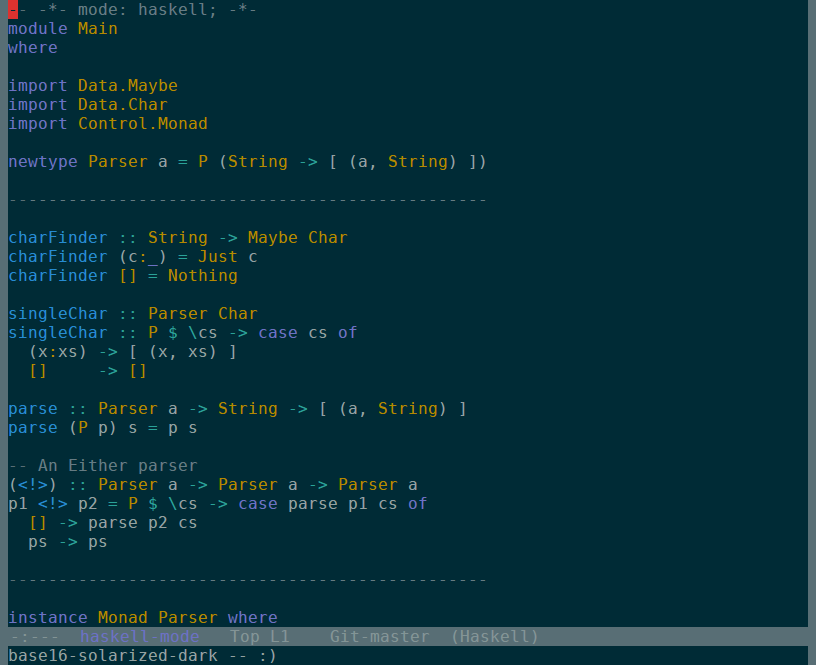 -- -*- mode: haskell; -*-
module Main
where
import Data.Maybe
import Data.Char
import Control.Monad
newtype Parser a = P (String -> [ (a, String) ])
------------------------------------------------
charFinder :: String -> Maybe Char
charFinder (c:_) = Just c
charFinder [] = Nothing
singleChar :: Parser Char
singleChar :: P $ \cs -> case cs of
  (x:xs) -> [ (x, xs) ]
  []     -> []
parse :: Parser a -> String -> [ (a, String) ]
parse (P p) s = p s
-- An Either parser
(<!>) :: Parser a -> Parser a -> Parser a
p1 <!> p2 = P $ \cs -> case parse p1 cs of
  [] -> parse p2 cs
  ps -> ps
------------------------------------------------
instance Monad Parser where
-:---  haskell-mode   Top L1    Git-master  (Haskell)
base16-solarized-dark -- :)